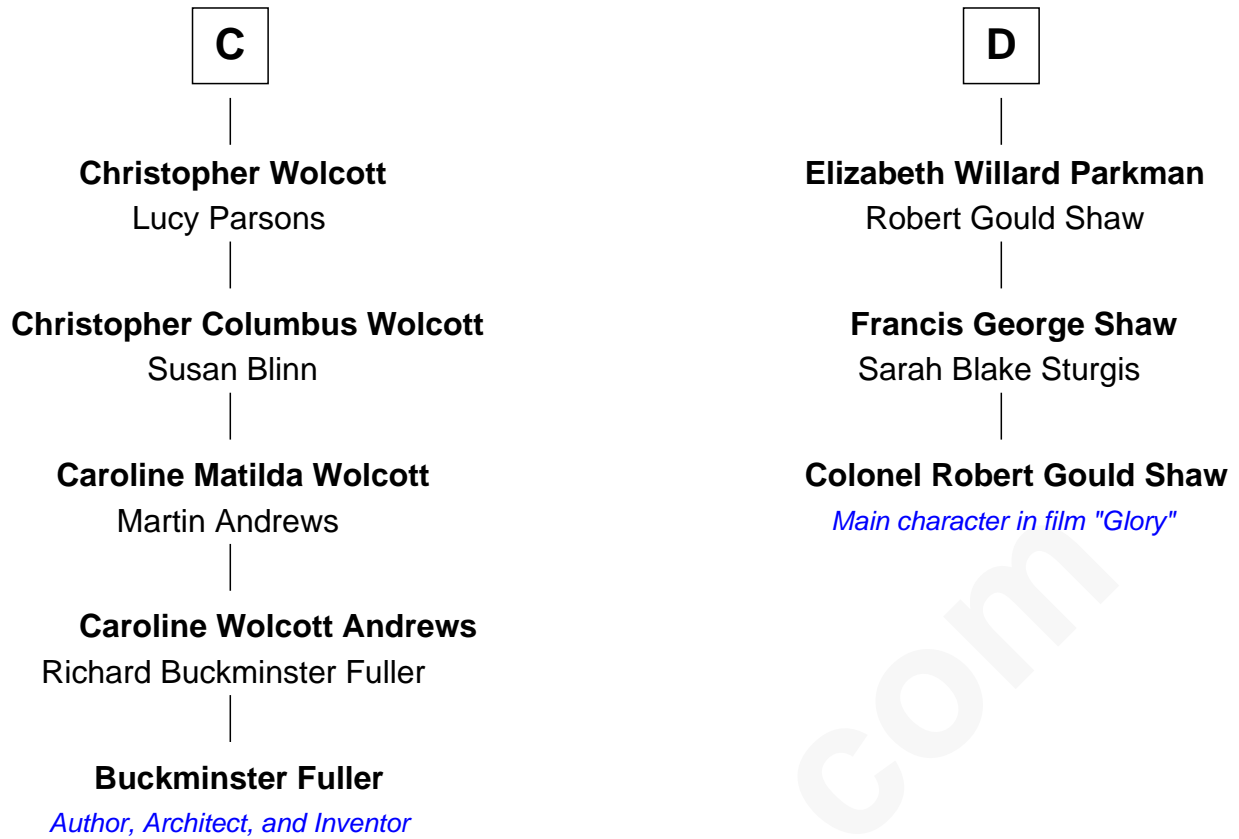 C
Christopher Wolcott
Lucy Parsons
Christopher Columbus Wolcott
Susan Blinn
Caroline Matilda Wolcott
Martin Andrews
Caroline Wolcott Andrews
Richard Buckminster Fuller
Buckminster Fuller
Author, Architect, and Inventor
D
Elizabeth Willard Parkman
Robert Gould Shaw
Francis George Shaw
Sarah Blake Sturgis
Colonel Robert Gould Shaw
Main character in film "Glory"
com